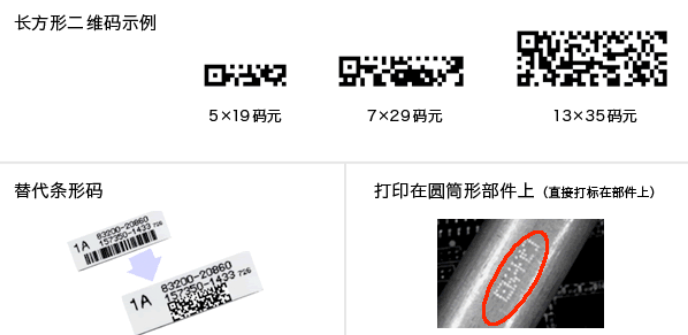 长方形二维码示例
5×19码元
7×29码元
13×35码元
替代条形码
打印在圆筒形部件上（直接打标在部件上）
1A
83200-20860
157350-1433 726
1A
83200-20860
157350-1433 726